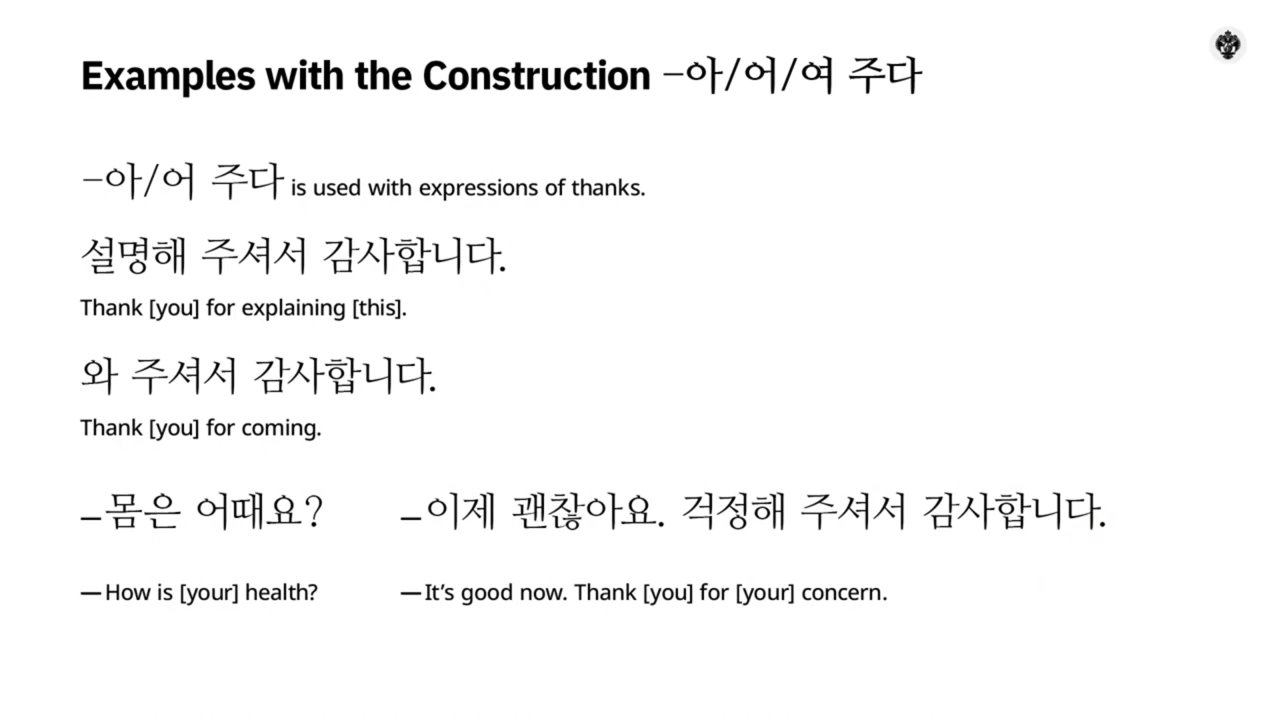 Examples with the Construction –아/어/여 주다
–아/어 주다 is used with expressions of thanks.
설명해 주셔서 감사합니다.
Thank [you] for explaining [this].
와 주셔서 감사합니다.
Thank [you] for coming.
—몸은 어때요? —이제 괜찮아요. 걱정해 주셔서 감사합니다.
—How is [your] health? —It’s good now. Thank [you] for [your] concern.